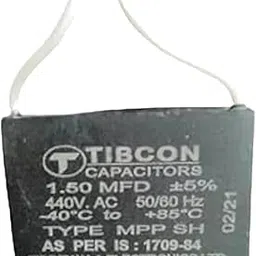 TIBCON
CAPACITORS
1.50 MFD ±5%
440V. AC 50/60 Hz
-40°C to +85°C
TYPE MPP SH
AS PER IS : 1709-84
02/21